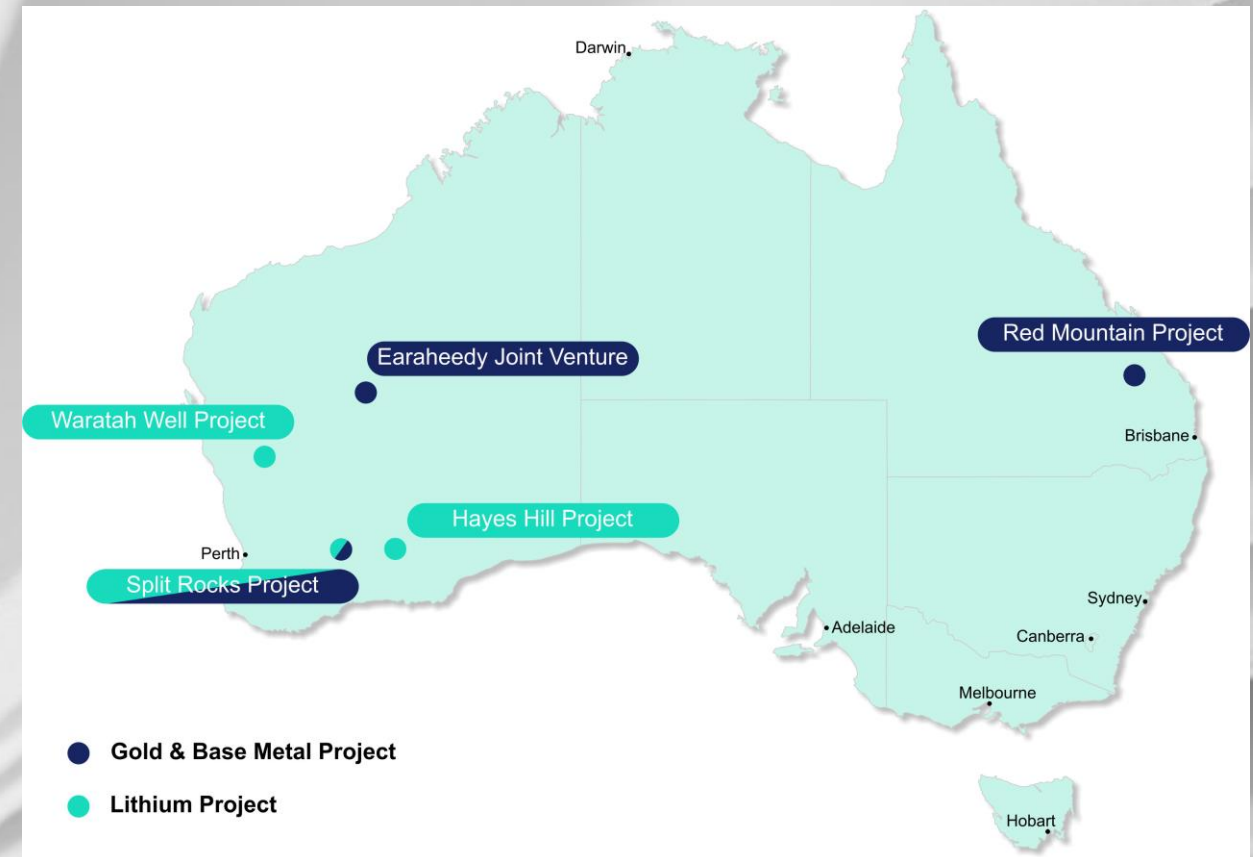 Darwin
Red Mountain Project
Earaheedy Joint Venture
Waratah Well Project
Brisbane
Hayes Hill Project
Perth
Split Rocks Project
Sydney
Adelaide
Canberra
Melbourne
Gold & Base Metal Project
Lithium Project
Hobart